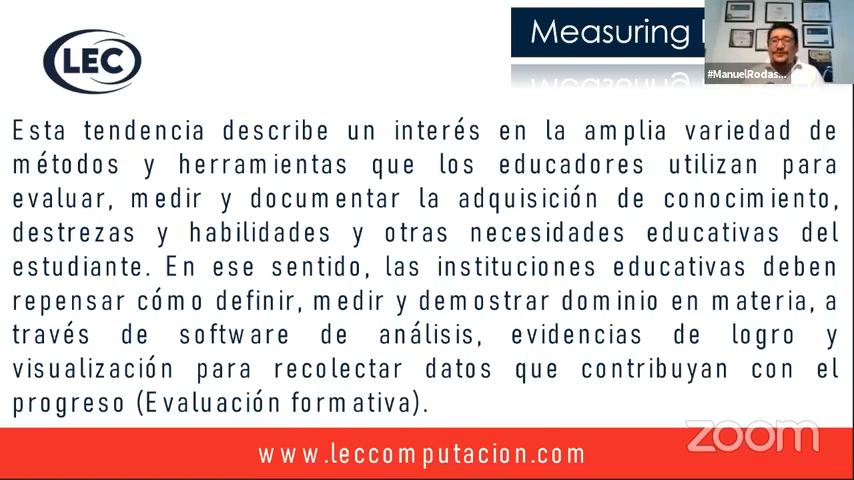 LEC
Measuring
#ManuelRodas...
Esta tendencia describe un interés en la amplia variedad de
métodos y herramientas que los educadores utilizan para
evaluar, medir y documentar la adquisición de conocimiento,
destrezas y habilidades y otras necesidades educativas del
estudiante. En ese sentido, las instituciones educativas deben
repensar cómo definir, medir y demostrar dominio en materia, a
través de software de análisis, evidencias de logro y
visualización para recolectar datos que contribuyan con el
progreso (Evaluación formativa).
zoom
www.leccomputacion.com